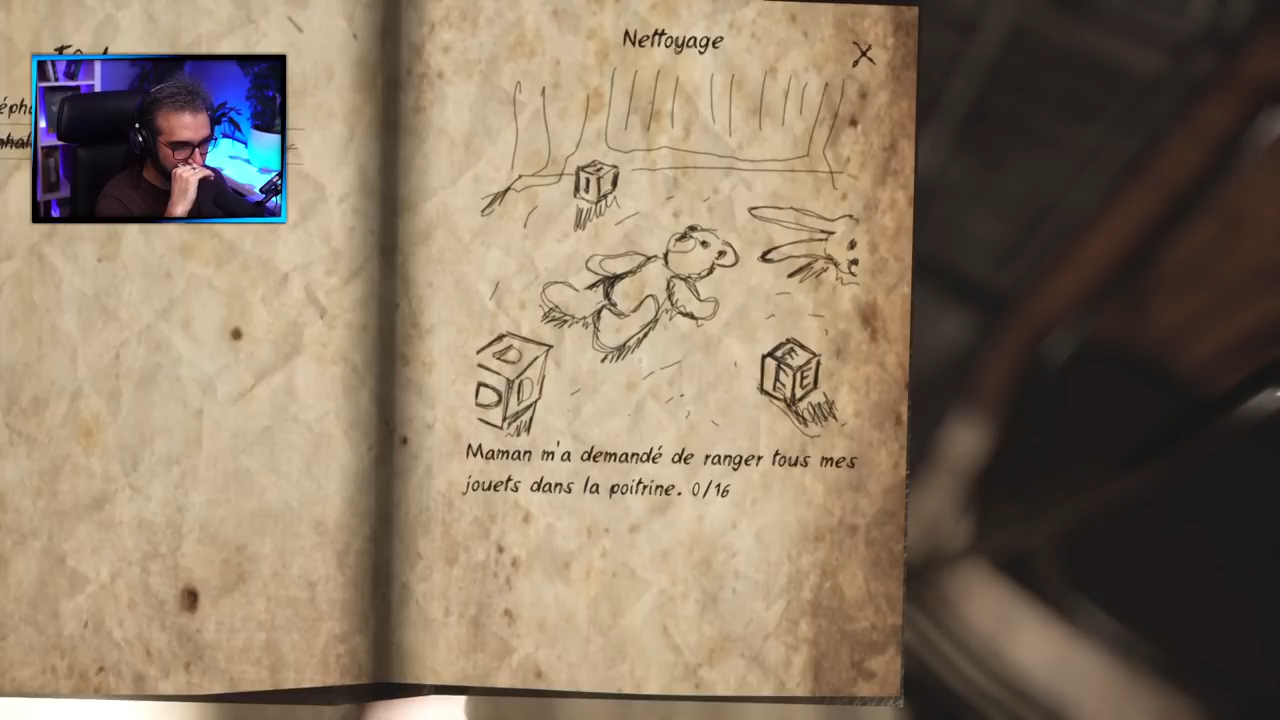 Nettoyage
X
I
D
D
D
E
E
E
Maman m'a demandé de ranger tous mes
jouets dans la poitrine. 0/16